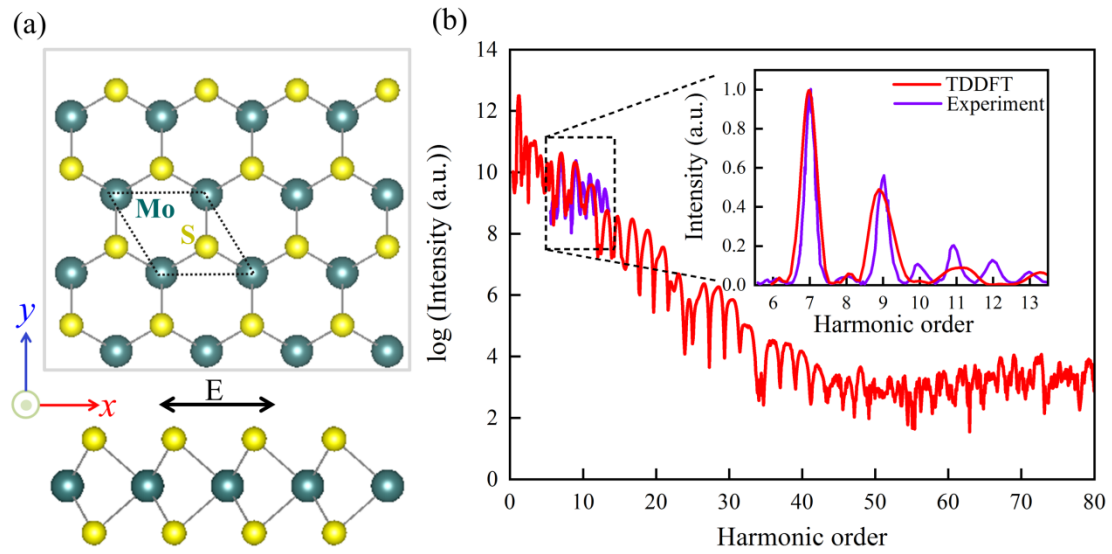 (a)
Mo
S
y
x
E
(b)
log (Intensity (a.u.))
14
12
10
8
6
4
2
0
0 10 20 30 40 50 60 70 80
Harmonic order
Intensity (a.u.)
1.0
0.8
0.6
0.4
0.2
0.0
6 7 8 9 10 11 12 13
Harmonic order
TDDFT
Experiment